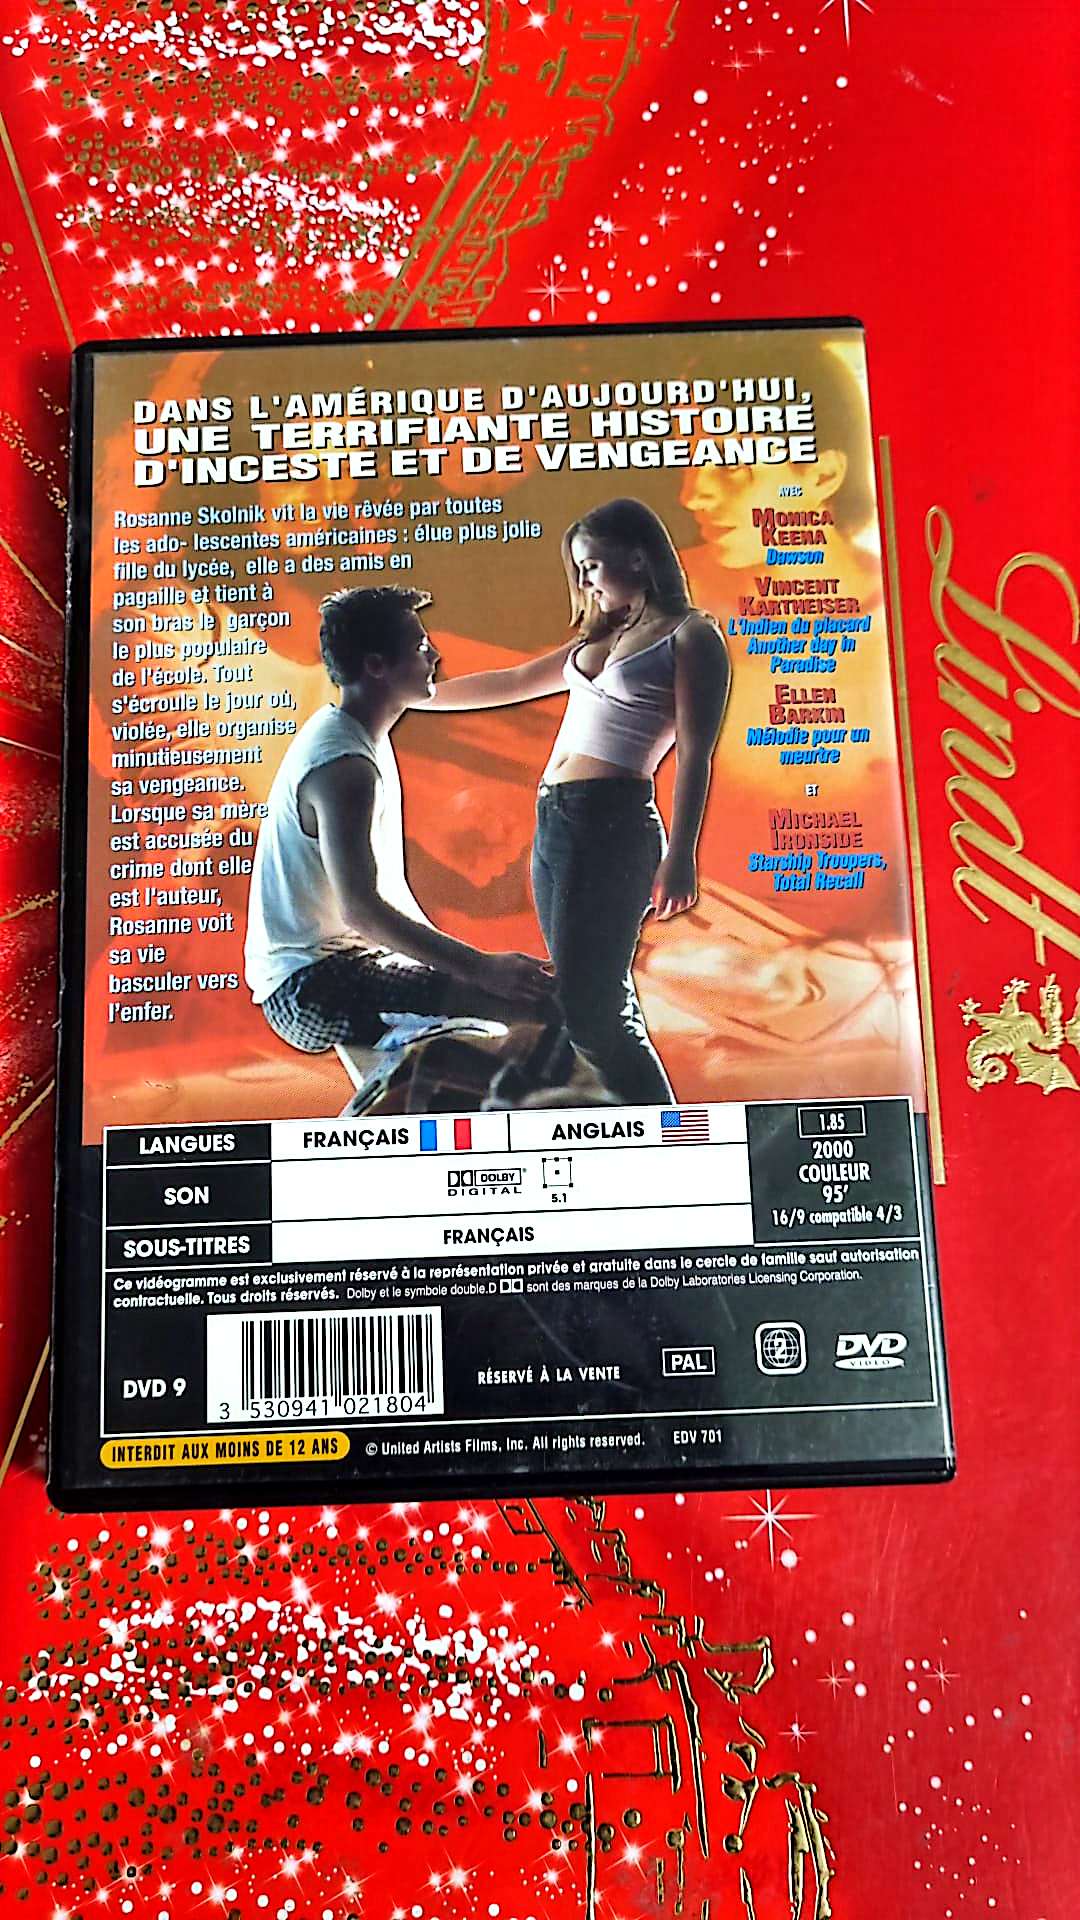 DANS L'AMÉRIQUE D'AUJOURD'HUI,
UNE TERRIFIANTE HISTOIRE
D'INCESTE ET DE VENGEANCE
Rosanne Skolnik vit la vie rêvée par toutes
les ado- lescentes américaines : élue plus jolie
fille du lycée, elle a des amis en
pagaille et tient à
son bras le garçon
le plus populaire
de l'école. Tout
s'écroule le jour où,
violée, elle organise
minutieusement
sa vengeance.
Lorsque sa mère
est accusée du
crime dont elle
est l'auteur,
Rosanne voit
sa vie
basculer vers
l'enfer.
AVEC
MONICA
KEENA
Dawson
VINCENT
KARTHEISER
L'Indien du placard
Another day in
Paradise
ELLEN
BARKIN
Mélodie pour un
meurtre
ET
MICHAEL
IRONSIDE
Starship Troopers,
Total Recall
Lindt
LANGUES FRANÇAIS ANGLAIS
SON DOLBY DIGITAL 5.1
SOUS-TITRES FRANÇAIS
1.85
2000
COULEUR
95'
16/9 compatible 4/3
Ce vidéogramme est exclusivement réservé à la représentation privée et gratuite dans le cercle de famille sauf autorisation
contractuelle. Tous droits réservés. Dolby et le symbole double.D sont des marques de la Dolby Laboratories Licensing Corporation.
DVD 9
3 530941 021804
RÉSERVÉ À LA VENTE
PAL
2
DVD
VIDEO
INTERDIT AUX MOINS DE 12 ANS
© United Artists Films, Inc. All rights reserved. EDV 701